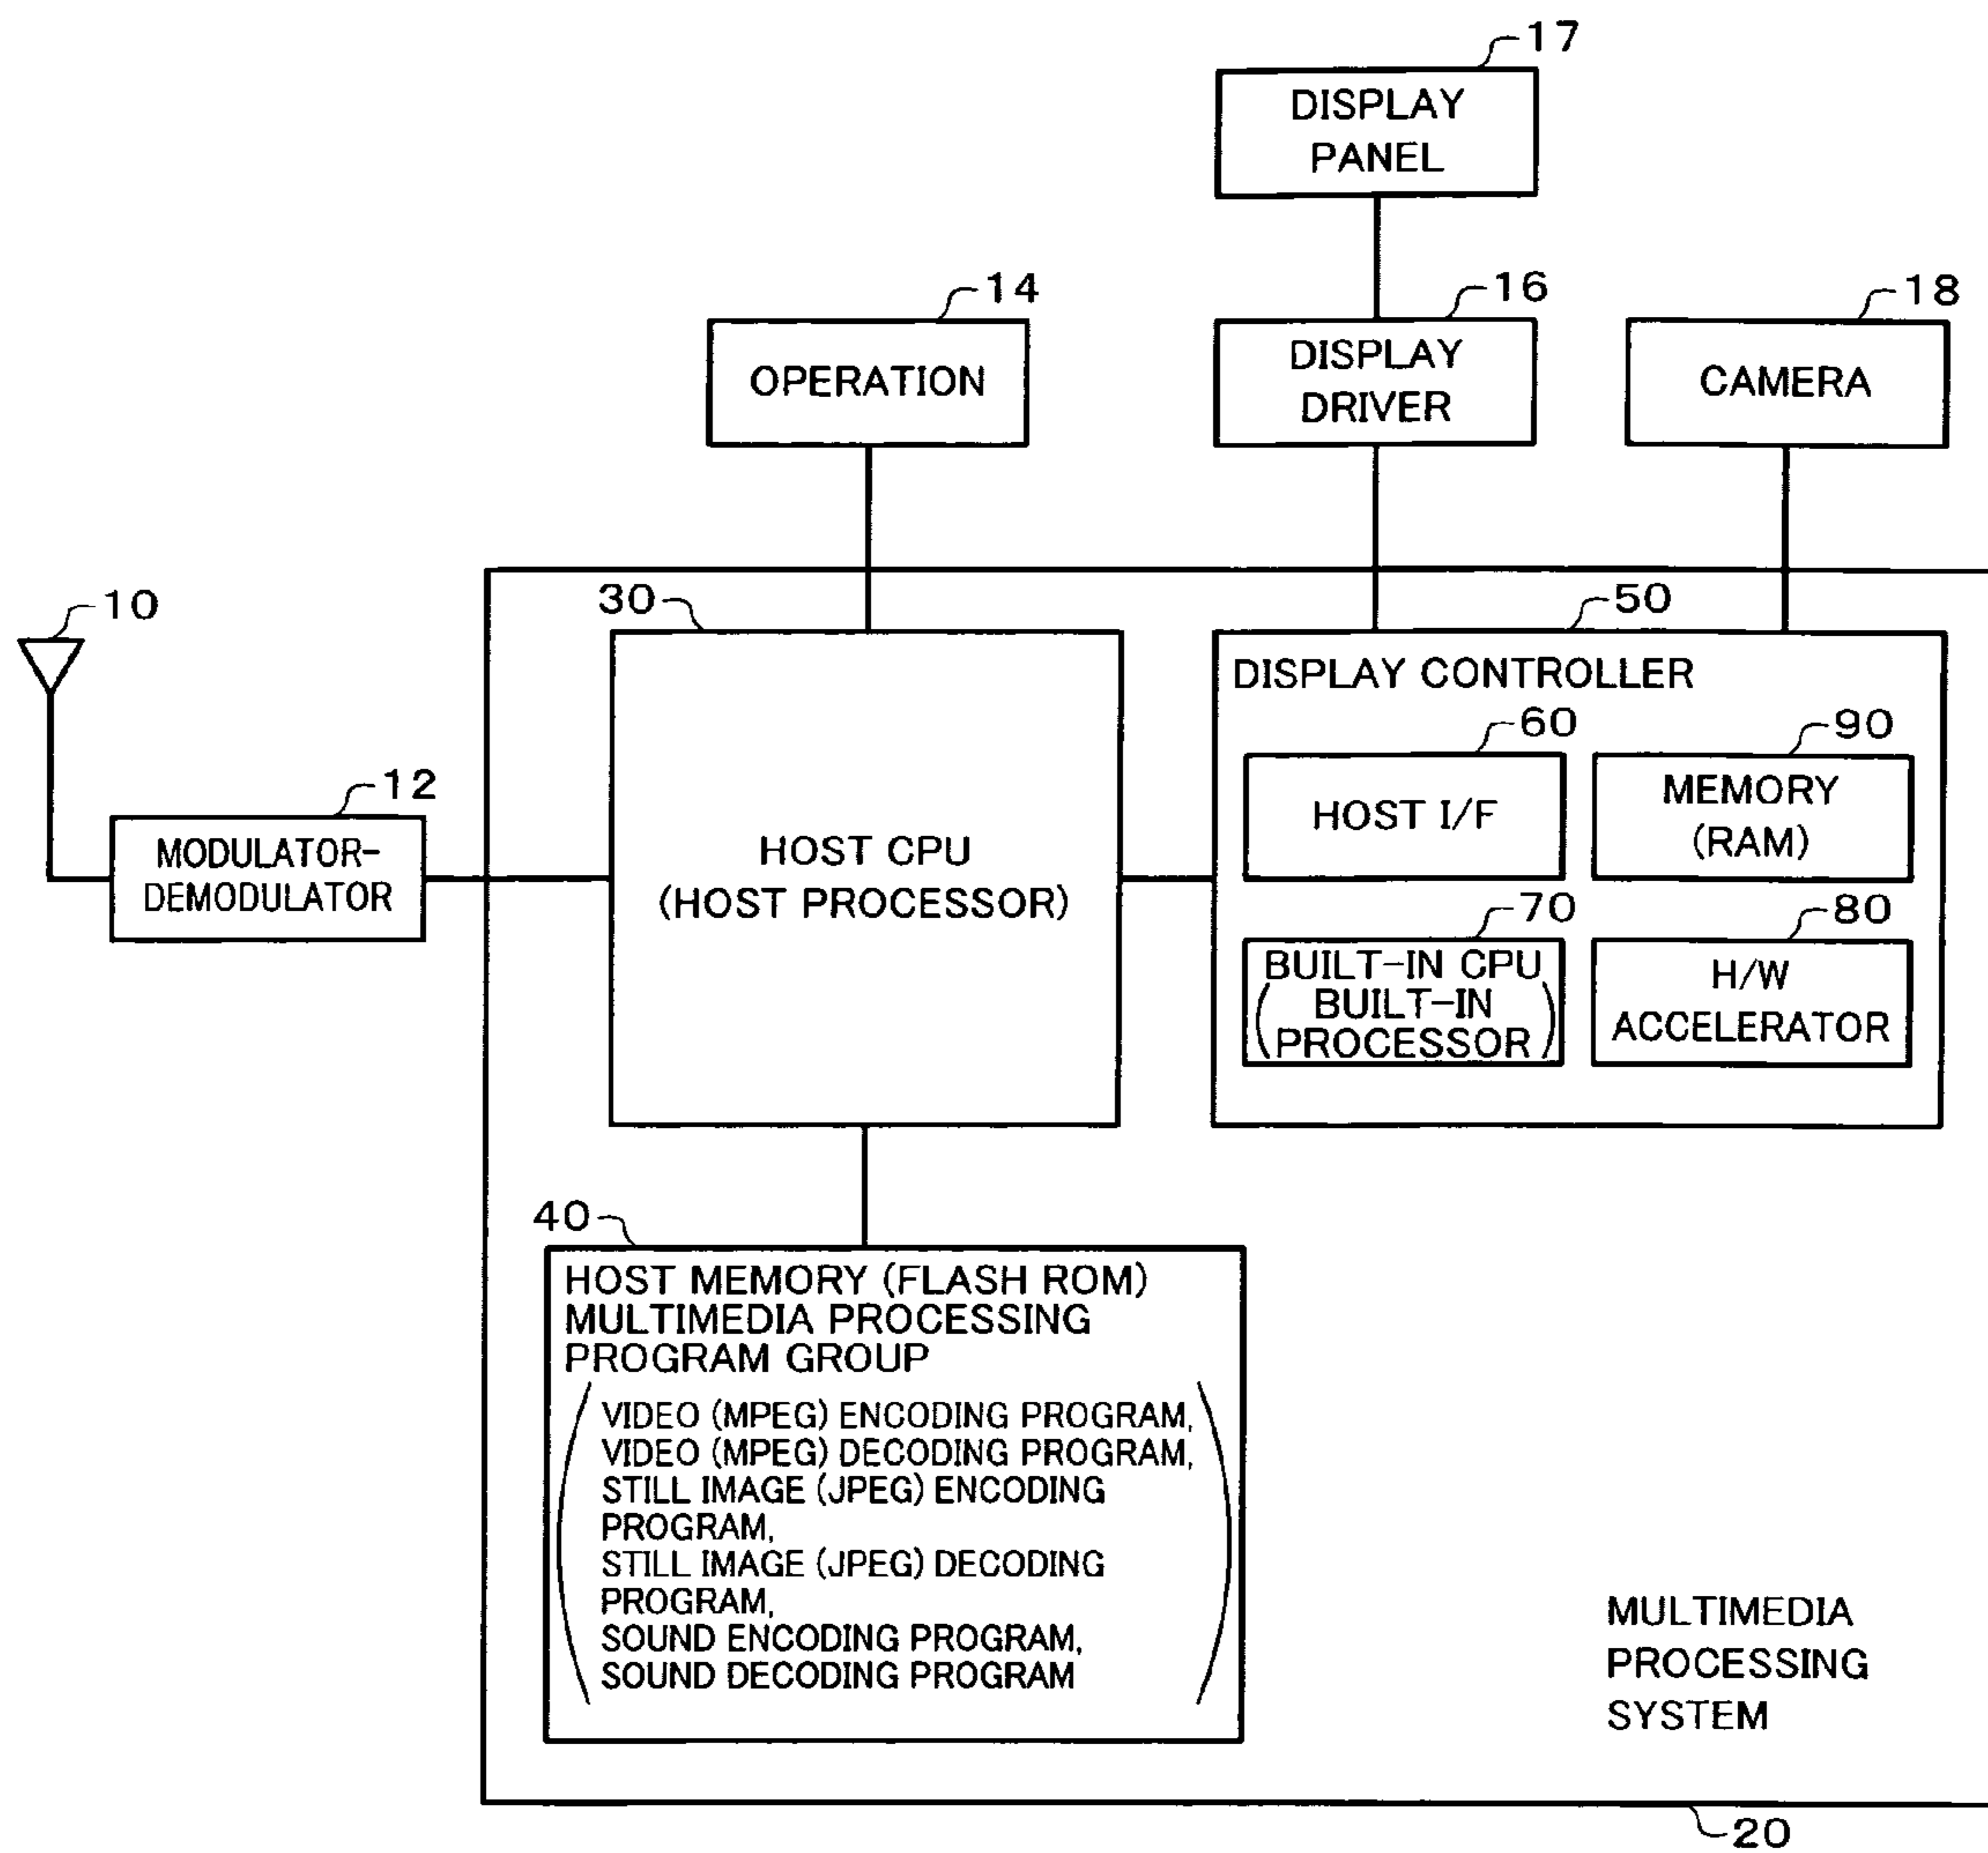 17
DISPLAY
PANEL
14
OPERATION
16
DISPLAY
DRIVER
18
CAMERA
10
12
MODULATOR-
DEMODULATOR
30
HOST CPU
(HOST PROCESSOR)
50
DISPLAY CONTROLLER
60
HOST I/F
90
MEMORY
(RAM)
70
BUILT-IN CPU
(BUILT-IN
PROCESSOR)
80
H/W
ACCELERATOR
40
HOST MEMORY (FLASH ROM)
MULTIMEDIA PROCESSING
PROGRAM GROUP
(VIDEO (MPEG) ENCODING PROGRAM,
VIDEO (MPEG) DECODING PROGRAM,
STILL IMAGE (JPEG) ENCODING
PROGRAM,
STILL IMAGE (JPEG) DECODING
PROGRAM,
SOUND ENCODING PROGRAM,
SOUND DECODING PROGRAM)
MULTIMEDIA
PROCESSING
SYSTEM
20